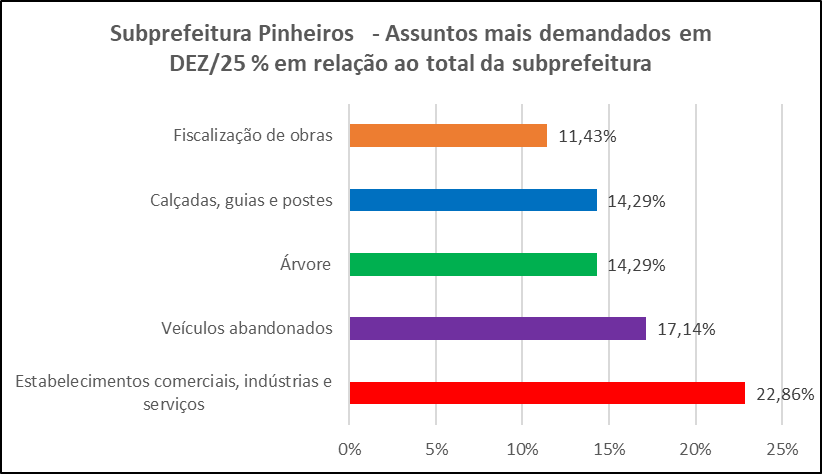 Subprefeitura Pinheiros - Assuntos mais demandados em
DEZ/25 % em relação ao total da subprefeitura
Fiscalização de obras
11,43%
Calçadas, guias e postes
14,29%
Árvore
14,29%
Veículos abandonados
17,14%
Estabelecimentos comerciais, indústrias e
serviços
22,86%
0% 5% 10% 15% 20% 25%